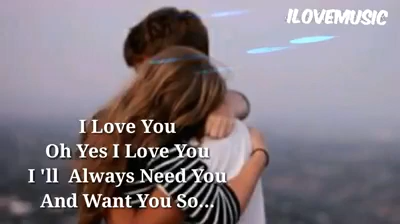 ILOVEMUSIC
I Love You
Oh Yes I Love You
I 'll  Always Need You
And Want You So...